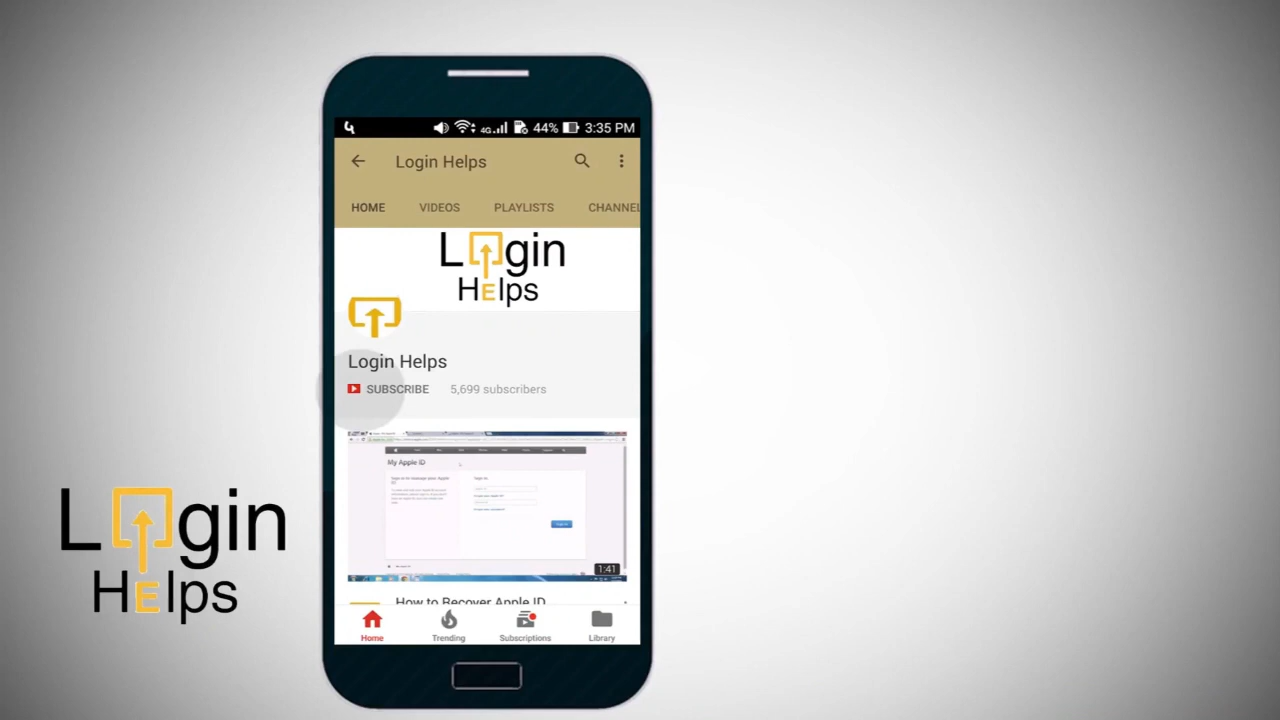 4G 44% 3:35 PM
Login Helps
HOME VIDEOS PLAYLISTS CHANNEL
Login
Helps
Login Helps
SUBSCRIBE 5,699 subscribers
My Apple ID
1:41
How to Recover Apple ID
Home Trending Subscriptions Library
Login
Helps